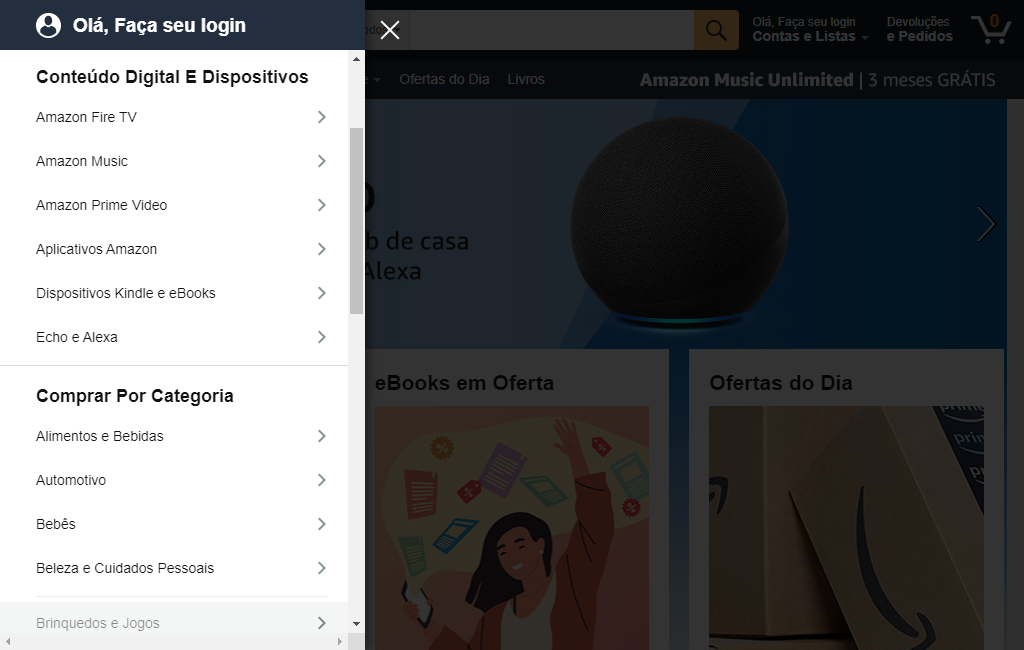 Olá, Faça seu login
Conteúdo Digital E Dispositivos
Amazon Fire TV
Amazon Music
Amazon Prime Video
Aplicativos Amazon
Dispositivos Kindle e eBooks
Echo e Alexa
Comprar Por Categoria
Alimentos e Bebidas
Automotivo
Bebês
Beleza e Cuidados Pessoais
Brinquedos e Jogos
Olá, Faça seu login
Contas e Listas
Devoluções
e Pedidos
0
Ofertas do Dia Livros
Amazon Music Unlimited | 3 meses GRÁTIS
de casa
Alexa
eBooks em Oferta
Ofertas do Dia
prime